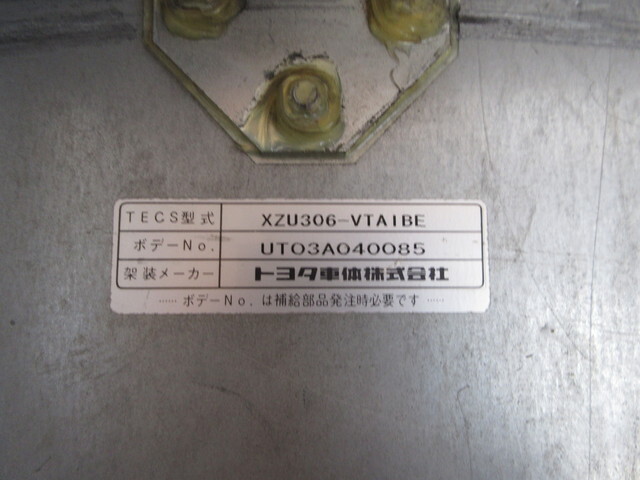 TECS型式 XZU306-VTAIBE
ボデーNo. UT03A040085
架装メーカー トヨタ車体株式会社
…… ボデーNo.は補給部品発注時必要です ……